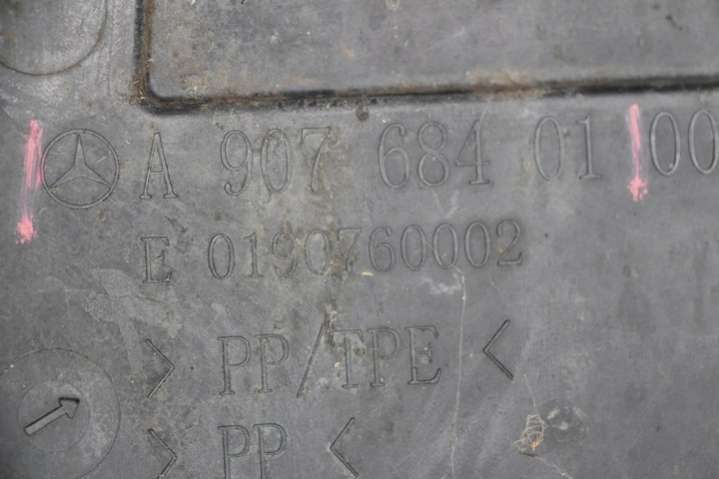 A 907 684 01 00
E 0190760002
> PP/TPE <
> PP <